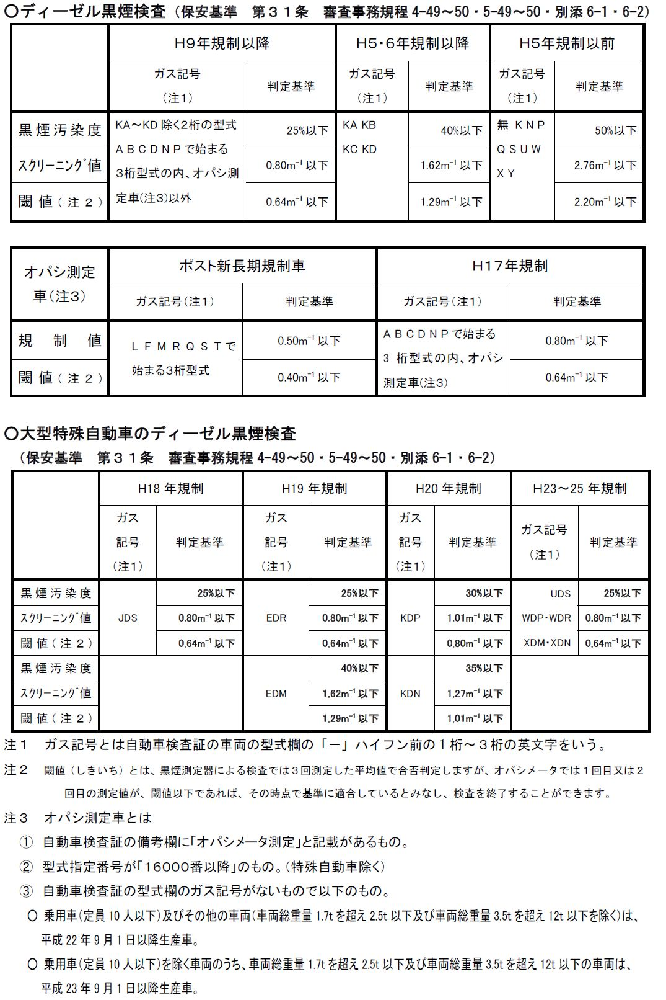 ○ディーゼル黒煙検査（保安基準　第３１条　審査事務規程 4-49～50・5-49～50・別添 6-1・6-2）
H9年規制以降
H5・6年規制以降
H5年規制以前
ガス記号
（注１）
判定基準
ガス記号
（注１）
判定基準
ガス記号
（注１）
判定基準
黒煙汚染度
KA～KD 除く2桁の型式
ＡＢＣＤＮＰで始まる
3桁型式の内、オパシ測
定車(注３)以外
25%以下
KA KB
KC KD
40%以下
無 K N P
Q S U W
X Y
50%以下
ｽｸﾘｰﾆﾝｸﾞ値
0.80m⁻¹ 以下
1.62m⁻¹ 以下
2.76m⁻¹ 以下
閾値（注２）
0.64m⁻¹ 以下
1.29m⁻¹ 以下
2.20m⁻¹ 以下
オパシ測定
車（注３）
ポスト新長期規制車
H17年規制
ガス記号（注１）
判定基準
ガス記号（注１）
判定基準
規制値
ＬＦＭＲＱＳＴで
始まる3桁型式
0.50m⁻¹ 以下
ＡＢＣＤＮＰで始まる
3 桁型式の内、オパシ
測定車(注３)
0.80m⁻¹ 以下
閾値（注２）
0.40m⁻¹ 以下
0.64m⁻¹ 以下
○大型特殊自動車のディーゼル黒煙検査
（保安基準　第３１条　審査事務規程 4-49～50・5-49～50・別添 6-1・6-2）
H18 年規制
H19 年規制
H20 年規制
H23～25 年規制
ガス
記号
（注１）
判定基準
ガス
記号
（注１）
判定基準
ガス
記号
（注１）
判定基準
ガス記号
（注１）
判定基準
黒煙汚染度
25%以下
25%以下
30%以下
UDS
25%以下
ｽｸﾘｰﾆﾝｸﾞ値
JDS
0.80m⁻¹ 以下
EDR
0.80m⁻¹ 以下
KDP
1.01m⁻¹ 以下
WDP・WDR
0.80m⁻¹ 以下
閾値（注２）
0.64m⁻¹ 以下
0.64m⁻¹ 以下
0.80m⁻¹ 以下
XDM・XDN
0.64m⁻¹ 以下
黒煙汚染度
40%以下
35%以下
ｽｸﾘｰﾆﾝｸﾞ値
EDM
1.62m⁻¹ 以下
KDN
1.27m⁻¹ 以下
閾値（注２）
1.29m⁻¹ 以下
1.01m⁻¹ 以下
注１　ガス記号とは自動車検査証の車両の型式欄の「－」ハイフン前の１桁～３桁の英文字をいう。
注２　閾値（しきいち）とは、黒煙測定器による検査では３回測定した平均値で合否判定しますが、オパシメータでは１回目又は２
回目の測定値が、閾値以下であれば、その時点で基準に適合しているとみなし、検査を終了することができます。
注３　オパシ測定車とは
①　自動車検査証の備考欄に「オパシメータ測定」と記載があるもの。
②　型式指定番号が「16000番以降」のもの。（特殊自動車除く）
③　自動車検査証の型式欄のガス記号がないもので以下のもの。
○ 乗用車（定員 10 人以下）及びその他の車両（車両総重量 1.7t を超え 2.5t 以下及び車両総重量 3.5t を超え 12t 以下を除く）は、
平成 22 年 9 月 1 日以降生産車。
○ 乗用車（定員 10 人以下）を除く車両のうち、車両総重量 1.7t を超え 2.5t 以下及び車両総重量 3.5t を超え 12t 以下の車両は、
平成 23 年 9 月 1 日以降生産車。